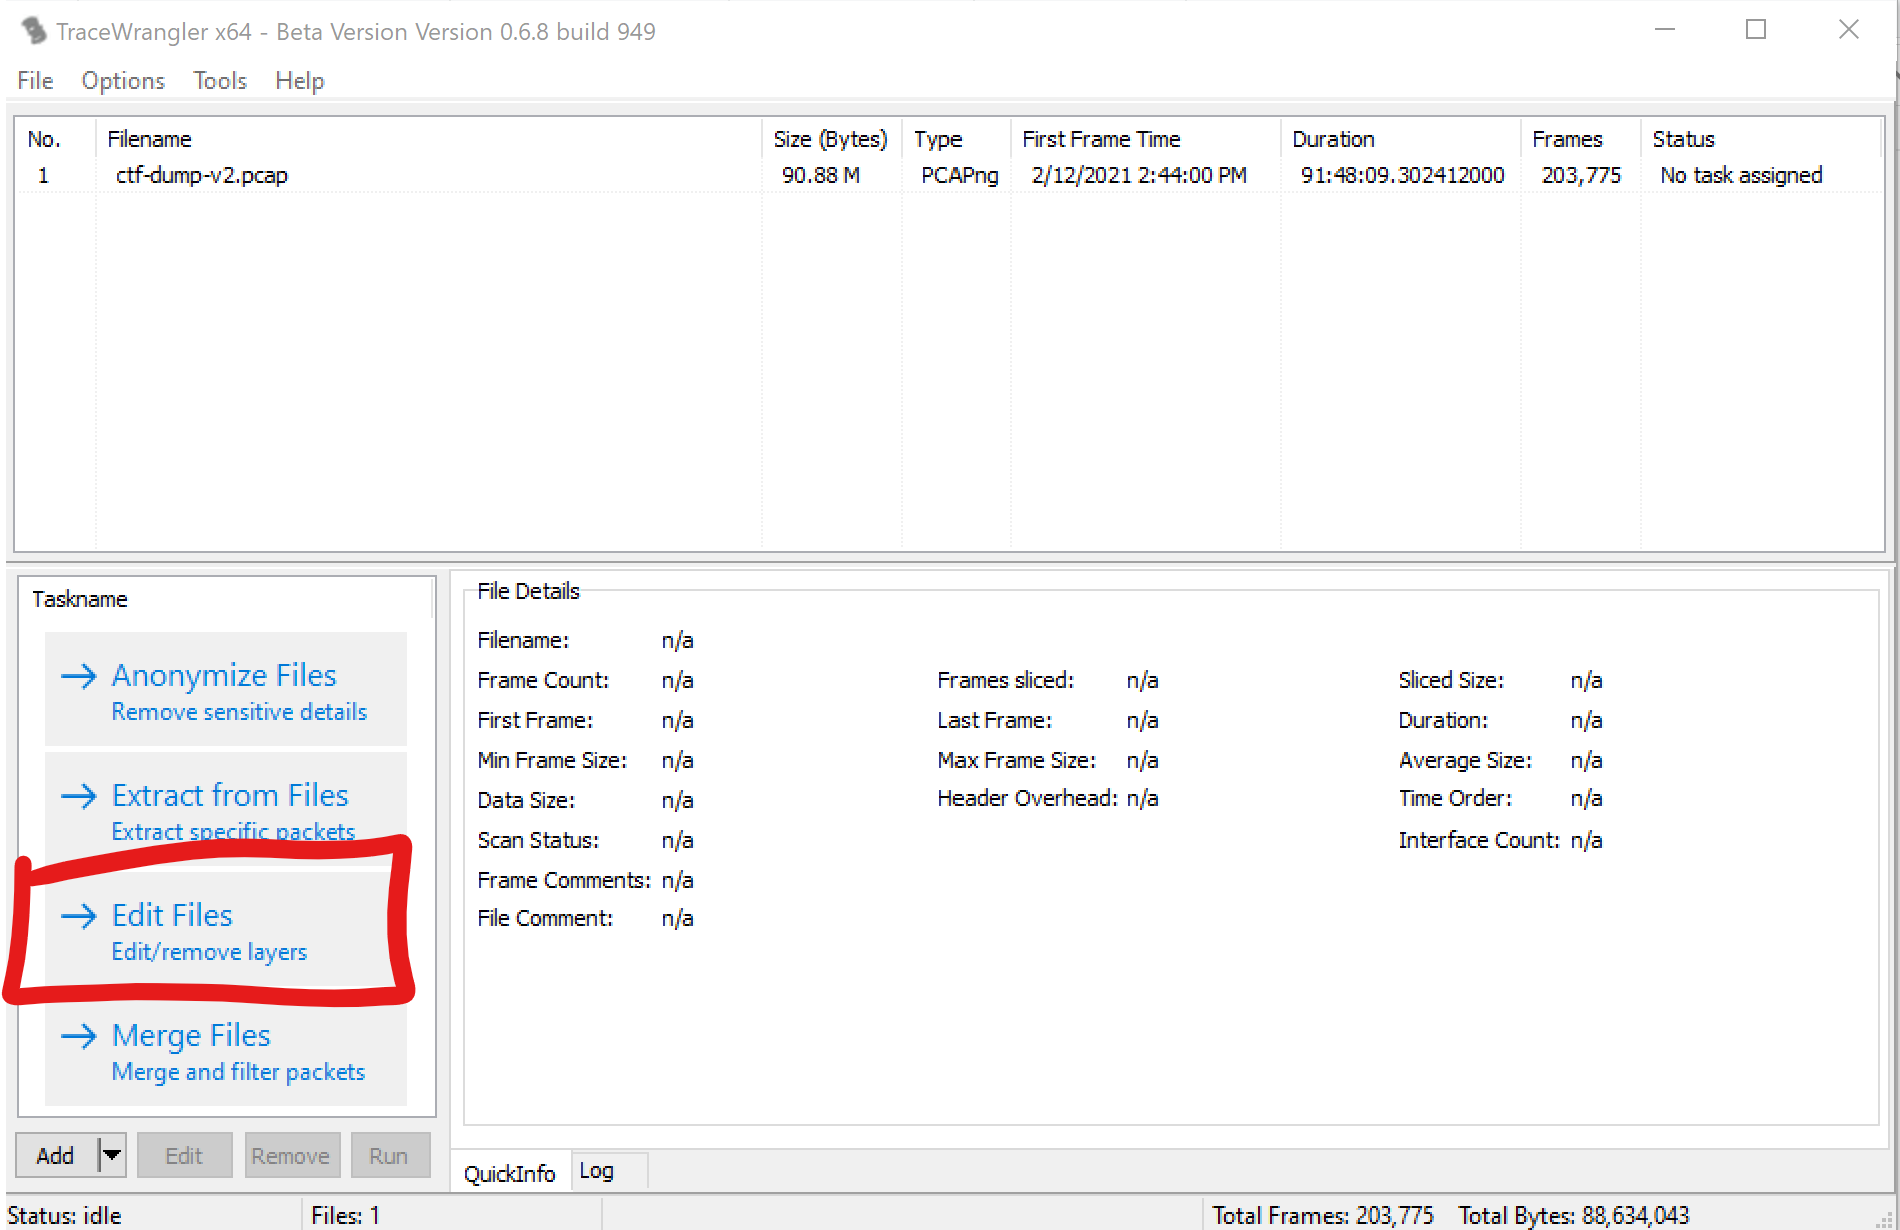 TraceWrangler x64 - Beta Version Version 0.6.8 build 949
File Options Tools Help
No. Filename Size (Bytes) Type First Frame Time Duration Frames Status
1 ctf-dump-v2.pcap 90.88 M PCAPng 2/12/2021 2:44:00 PM 91:48:09.302412000 203,775 No task assigned
Taskname
Anonymize Files
Remove sensitive details
Extract from Files
Extract specific packets
Edit Files
Edit/remove layers
Merge Files
Merge and filter packets
Add Edit Remove Run
File Details
Filename: n/a
Frame Count: n/a Frames sliced: n/a Sliced Size: n/a
First Frame: n/a Last Frame: n/a Duration: n/a
Min Frame Size: n/a Max Frame Size: n/a Average Size: n/a
Data Size: n/a Header Overhead: n/a Time Order: n/a
Scan Status: n/a Interface Count: n/a
Frame Comments: n/a
File Comment: n/a
QuickInfo Log
Status: idle Files: 1 Total Frames: 203,775 Total Bytes: 88,634,043